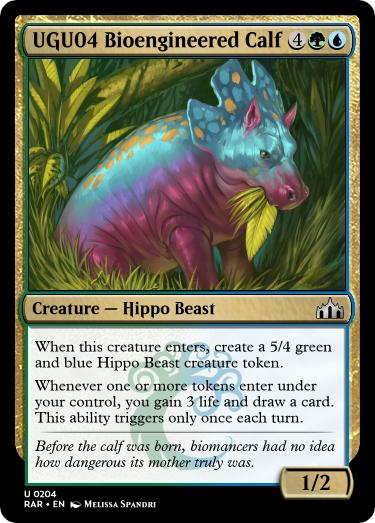 UGU04 Bioengineered Calf 4
Creature — Hippo Beast
When this creature enters, create a 5/4 green
and blue Hippo Beast creature token.
Whenever one or more tokens enter under
your control, you gain 3 life and draw a card.
This ability triggers only once each turn.
Before the calf was born, biomancers had no idea
how dangerous its mother truly was.
1/2
U 0204
RAR • EN Melissa Spandri